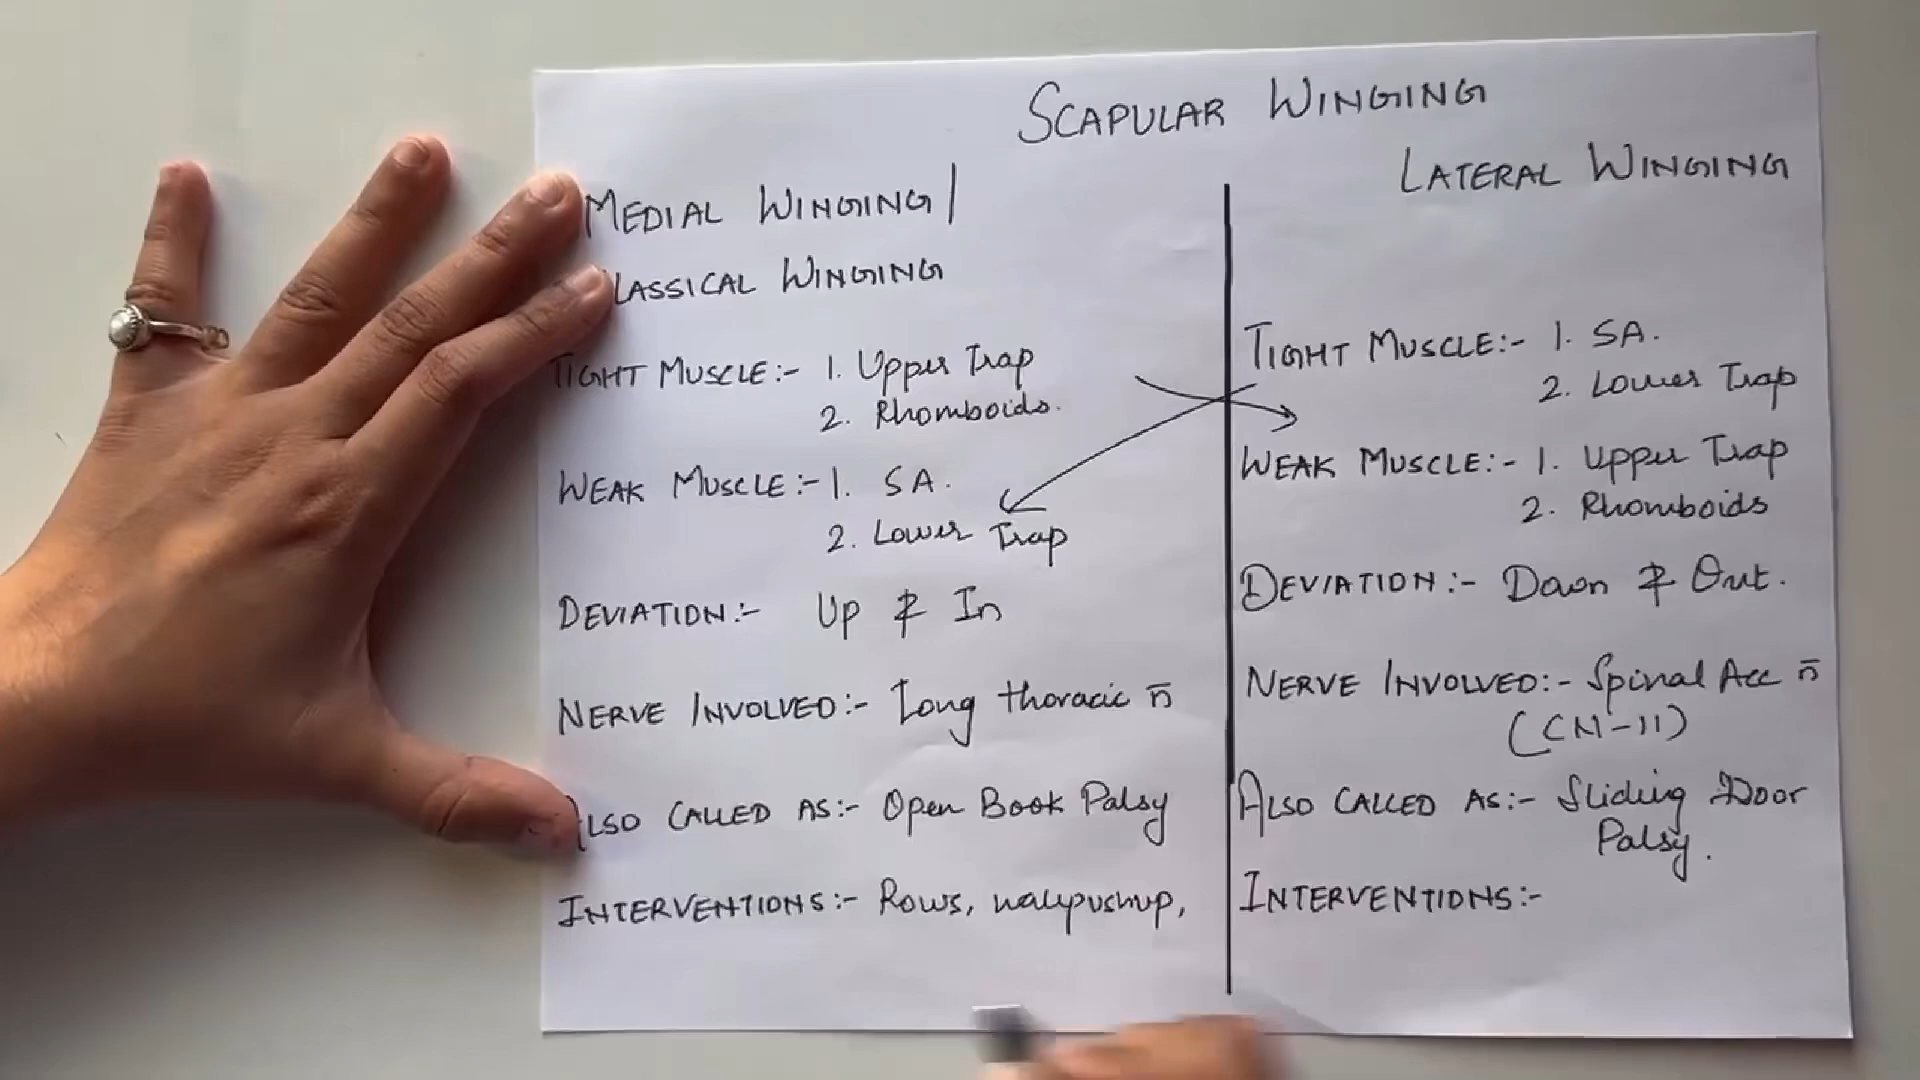 SCAPULAR WINGING
MEDIAL WINGING/
CLASSICAL WINGING
TIGHT MUSCLE:- 1. Upper Trap
2. Rhomboids.
WEAK MUSCLE:- 1. SA.
2. Lower Trap
DEVIATION:- Up & In
NERVE INVOLVED:- Long thoracic n̄
ALSO CALLED AS:- Open Book Palsy
INTERVENTIONS:- Rows,
LATERAL WINGING
TIGHT MUSCLE:- 1. SA.
2. Lower Trap
WEAK MUSCLE:- 1. Upper Trap
2. Rhomboids
DEVIATION:- Down & Out.
NERVE INVOLVED:- Spinal Acc n̄
(CN-11)
ALSO CALLED AS:- Sliding Door
Palsy.
INTERVENTIONS:-